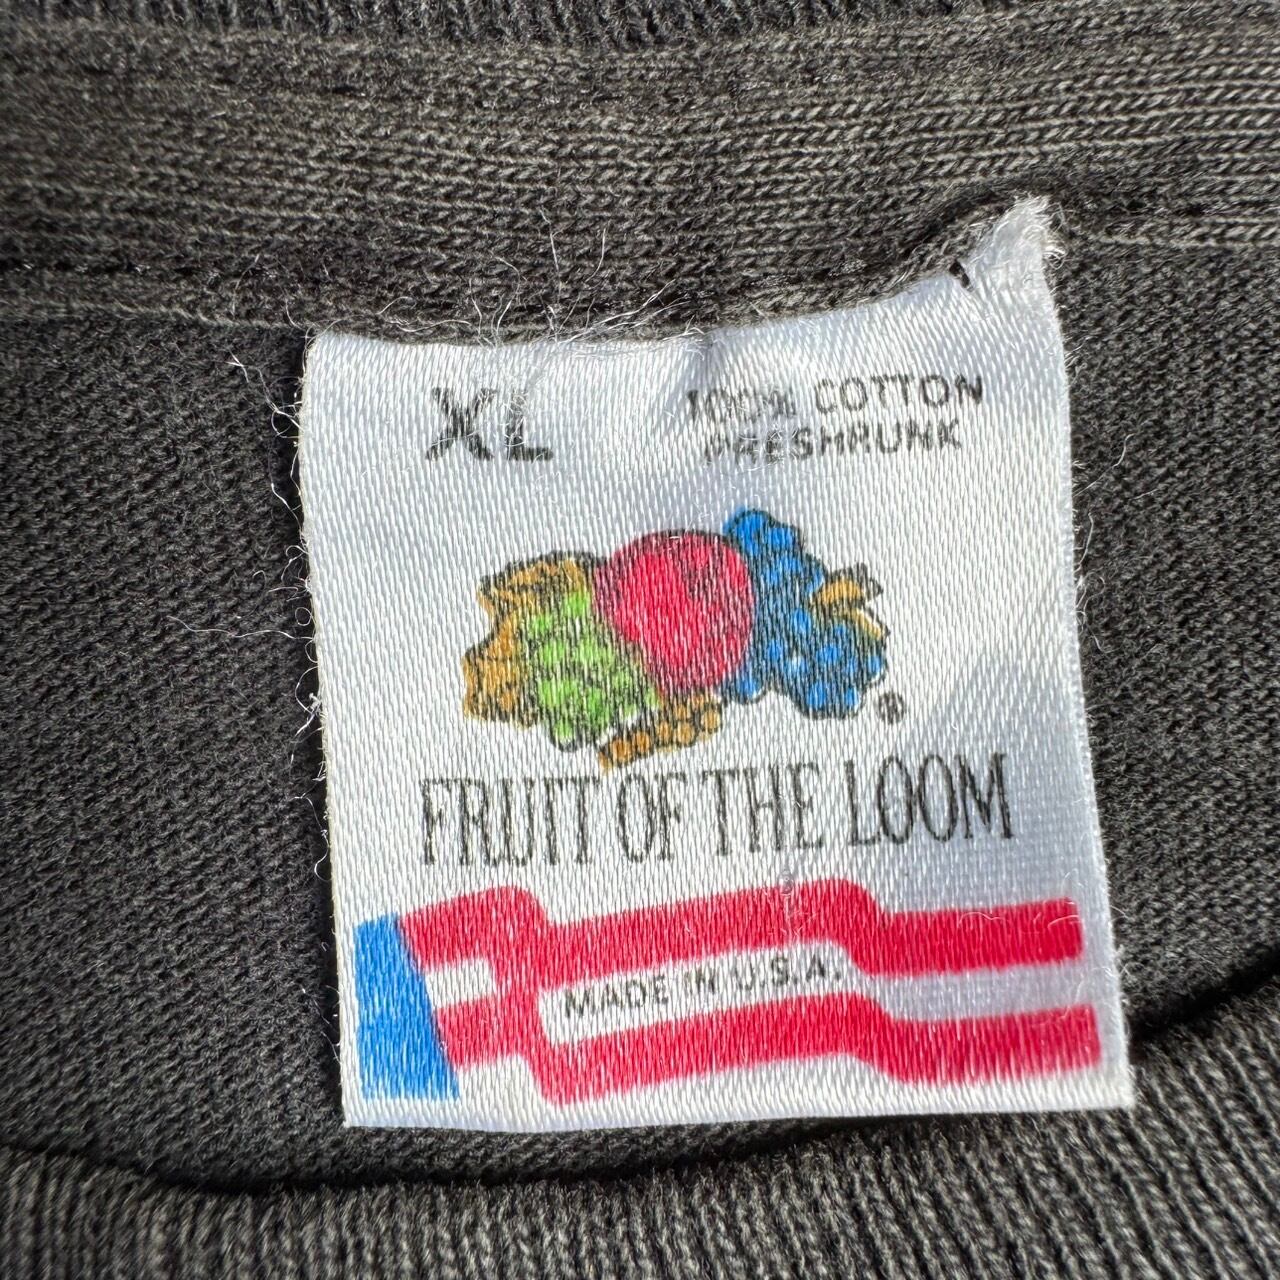 XL
100% COTTON
PRESHRUNK
®
FRUIT OF THE LOOM
MADE IN U.S.A.